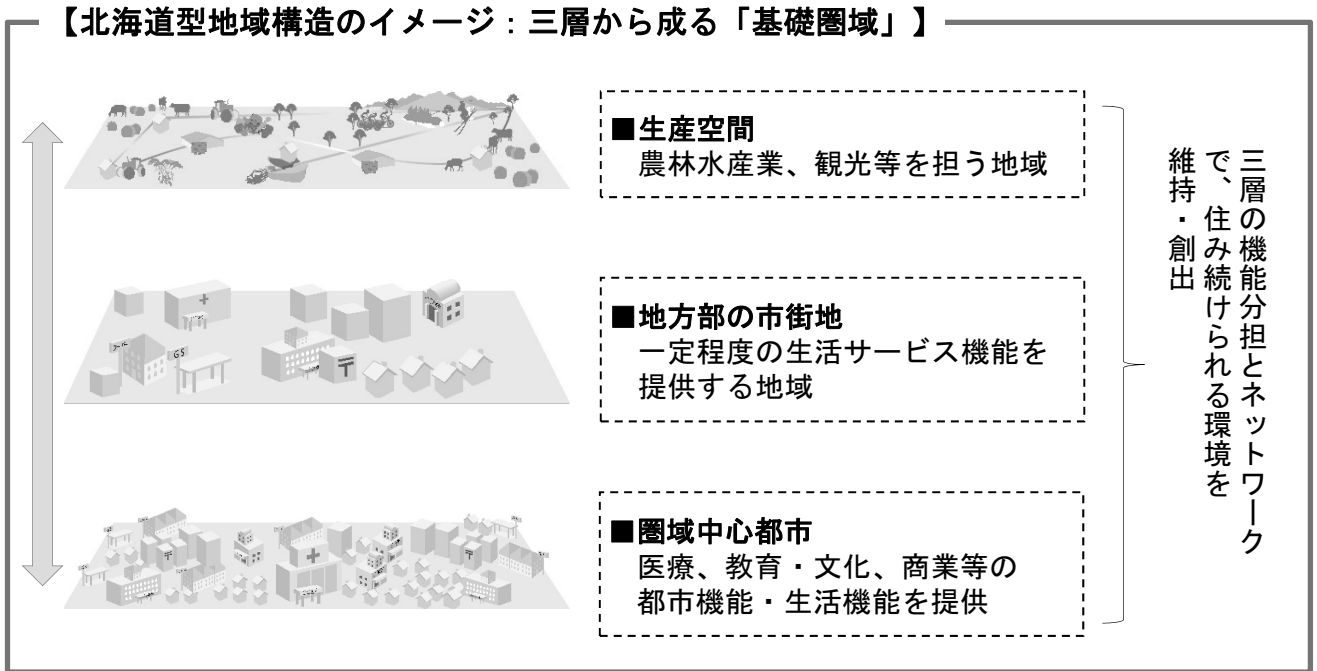 【北海道型地域構造のイメージ：三層から成る「基礎圏域」】
■生産空間
農林水産業、観光等を担う地域
■地方部の市街地
一定程度の生活サービス機能を
提供する地域
■圏域中心都市
医療、教育・文化、商業等の
都市機能・生活機能を提供
三層の機能分担とネットワーク
で、住み続けられる環境を
維持・創出
GS